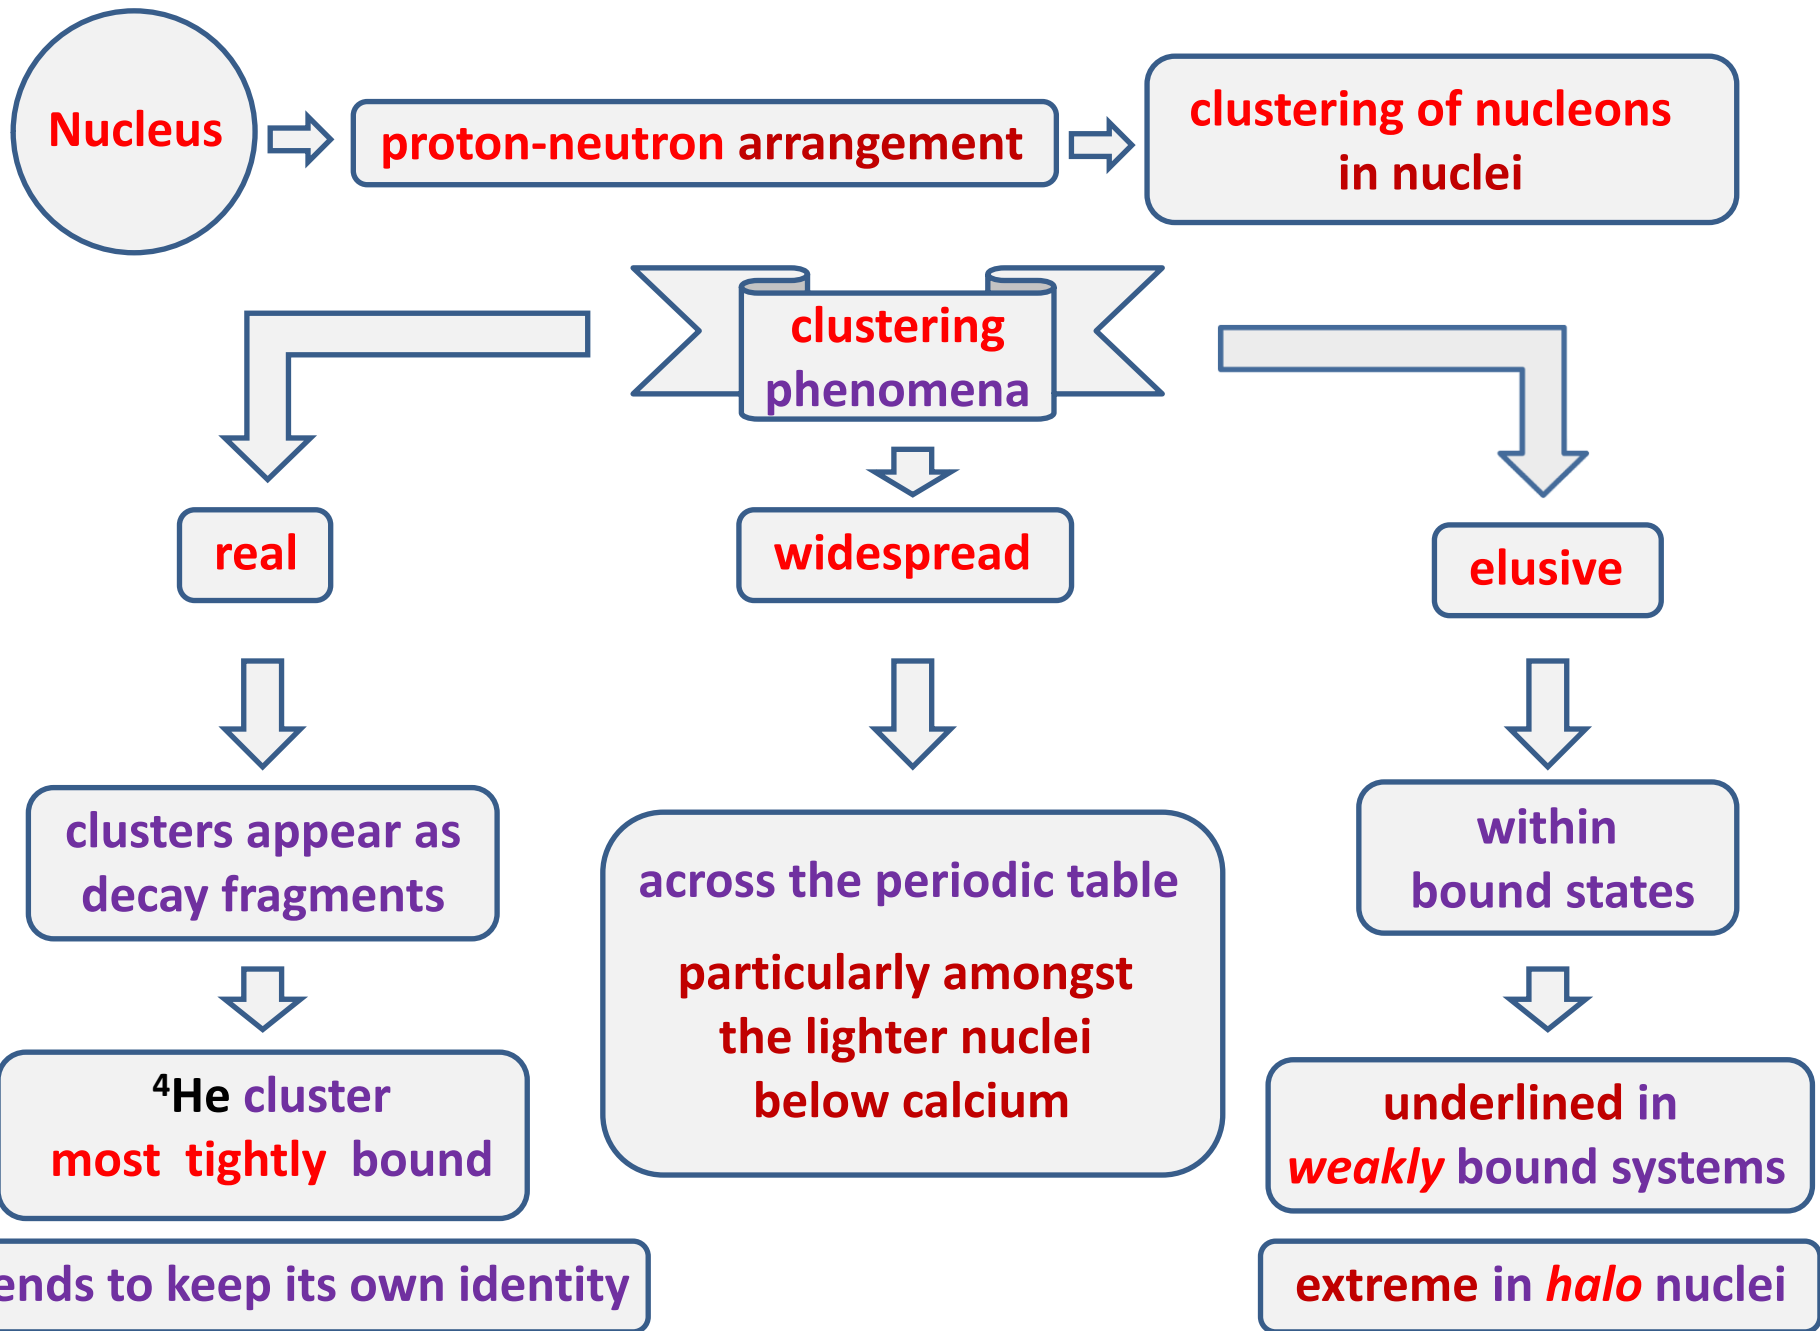 Nucleus
proton-neutron arrangement
clustering of nucleons
in nuclei
clustering
phenomena
real
widespread
elusive
clusters appear as
decay fragments
across the periodic table
particularly amongst
the lighter nuclei
below calcium
within
bound states
⁴He cluster
most tightly bound
underlined in
weakly bound systems
ends to keep its own identity
extreme in halo nuclei